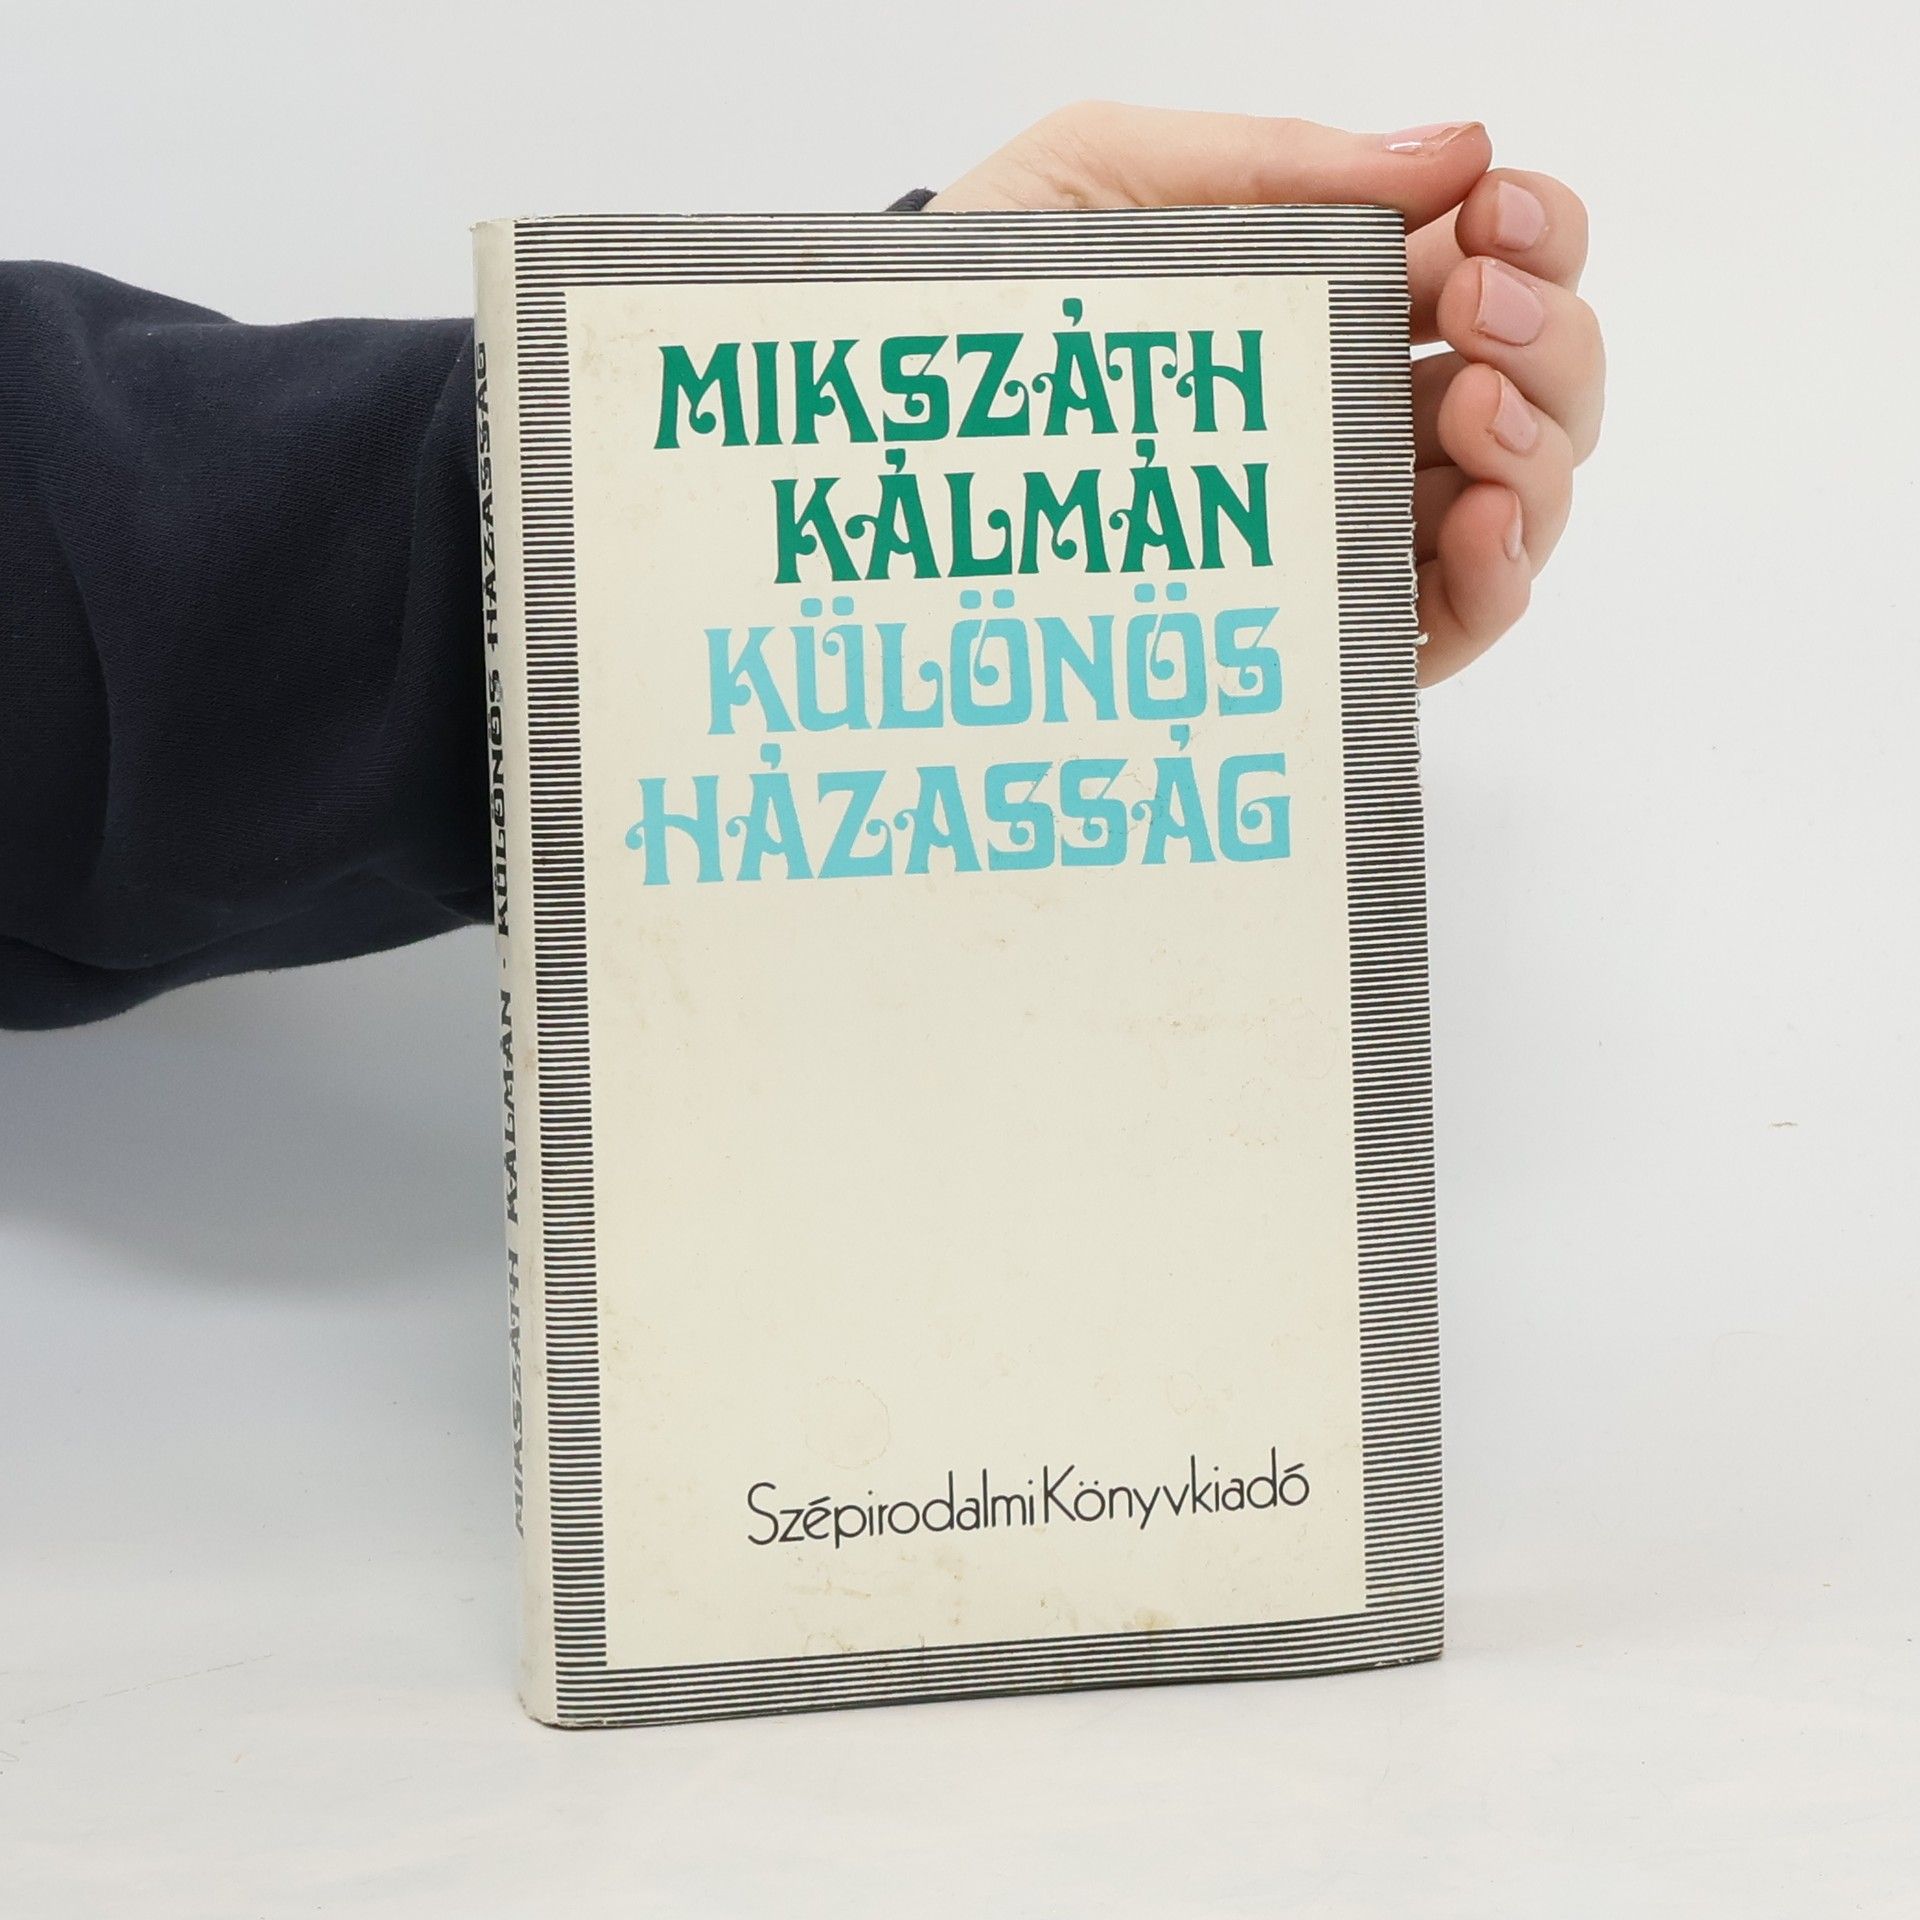 MIKSZÁTH
KÁLMÁN
KÜLÖNÖS
HÁZASSÁG
Szépirodalmi Könyvkiadó
MIKSZÁTH KÁLMÁN · KÜLÖNÖS HÁZASSÁG